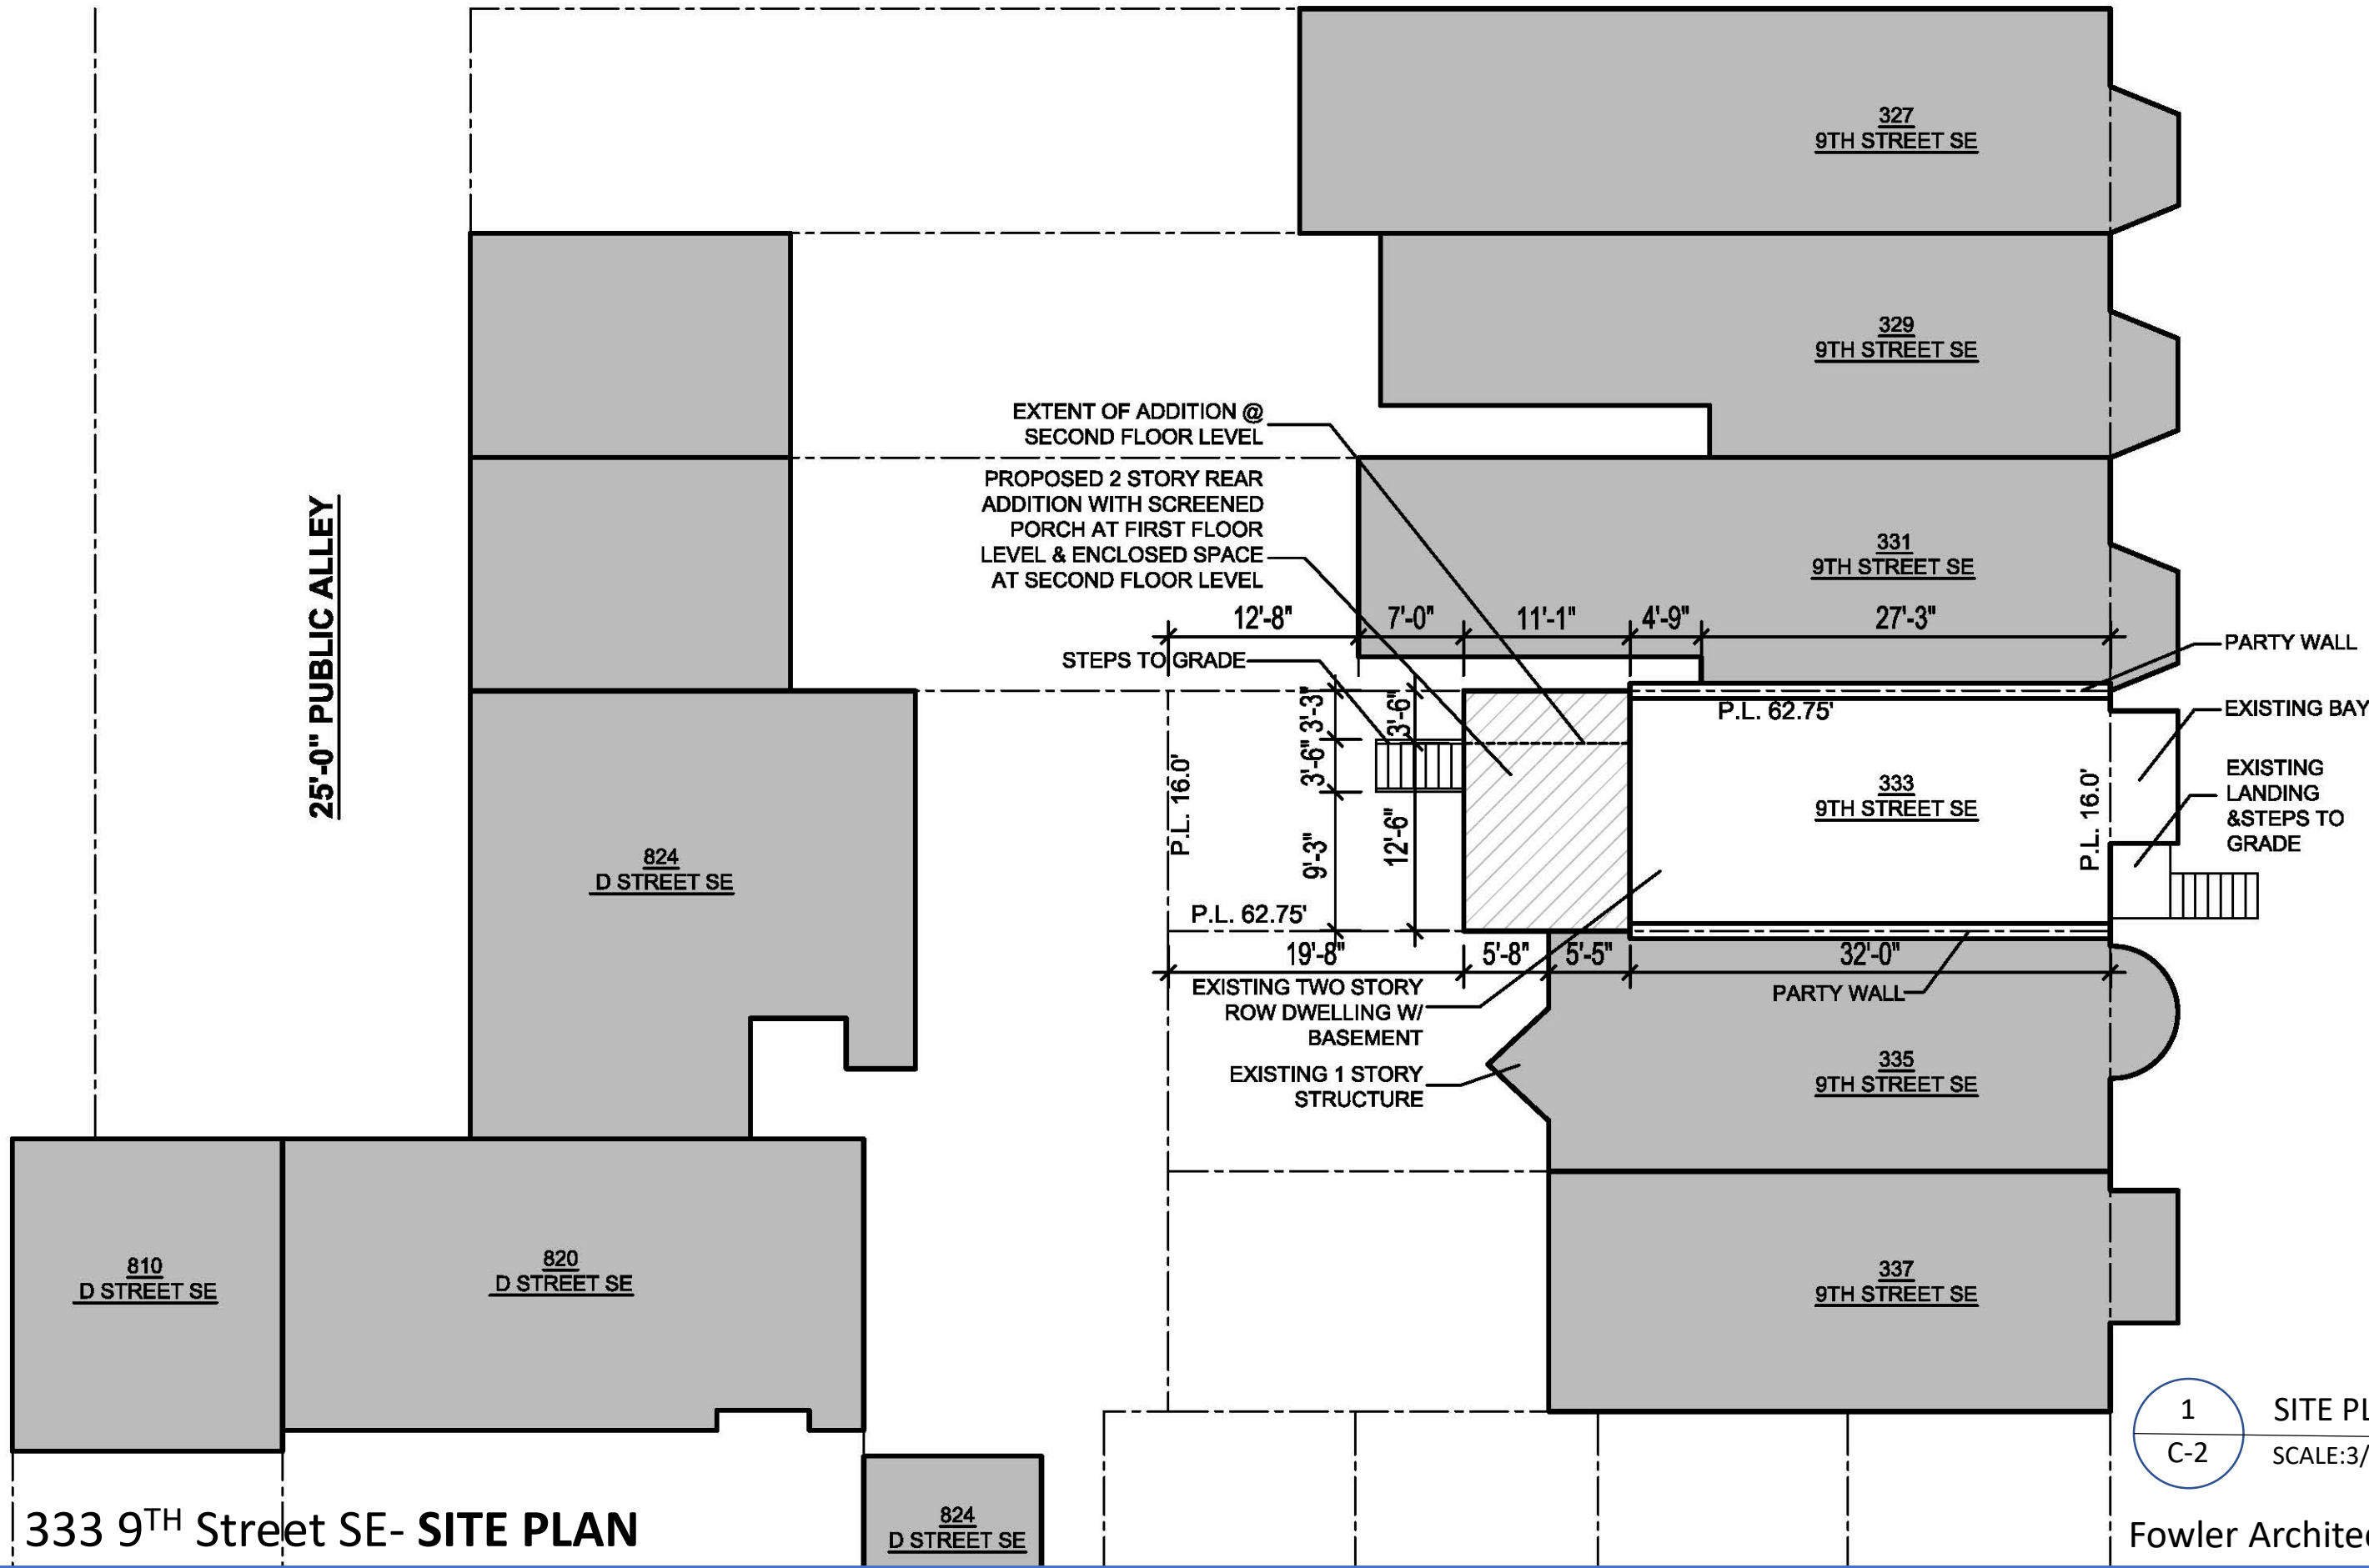 327
9TH STREET SE
329
9TH STREET SE
EXTENT OF ADDITION @
SECOND FLOOR LEVEL
PROPOSED 2 STORY REAR
ADDITION WITH SCREENED
PORCH AT FIRST FLOOR
LEVEL & ENCLOSED SPACE
AT SECOND FLOOR LEVEL
331
9TH STREET SE
25'-0" PUBLIC ALLEY
12'-8"
7'-0"
11'-1"
4'-9"
27'-3"
PARTY WALL
STEPS TO GRADE
3'-3"
3'-6"
P.L. 62.75'
EXISTING BAY
P.L. 16.0'
3'-6"
333
9TH STREET SE
P.L. 16.0'
EXISTING
LANDING
&STEPS TO
GRADE
9'-3"
12'-6"
824
D STREET SE
P.L. 62.75'
19'-8"
5'-8"
5'-5"
32'-0"
EXISTING TWO STORY
ROW DWELLING W/
BASEMENT
PARTY WALL
EXISTING 1 STORY
STRUCTURE
335
9TH STREET SE
810
D STREET SE
820
D STREET SE
337
9TH STREET SE
1
C-2
SITE PL
SCALE:3/
333 9TH Street SE- SITE PLAN
824
D STREET SE
Fowler Architec